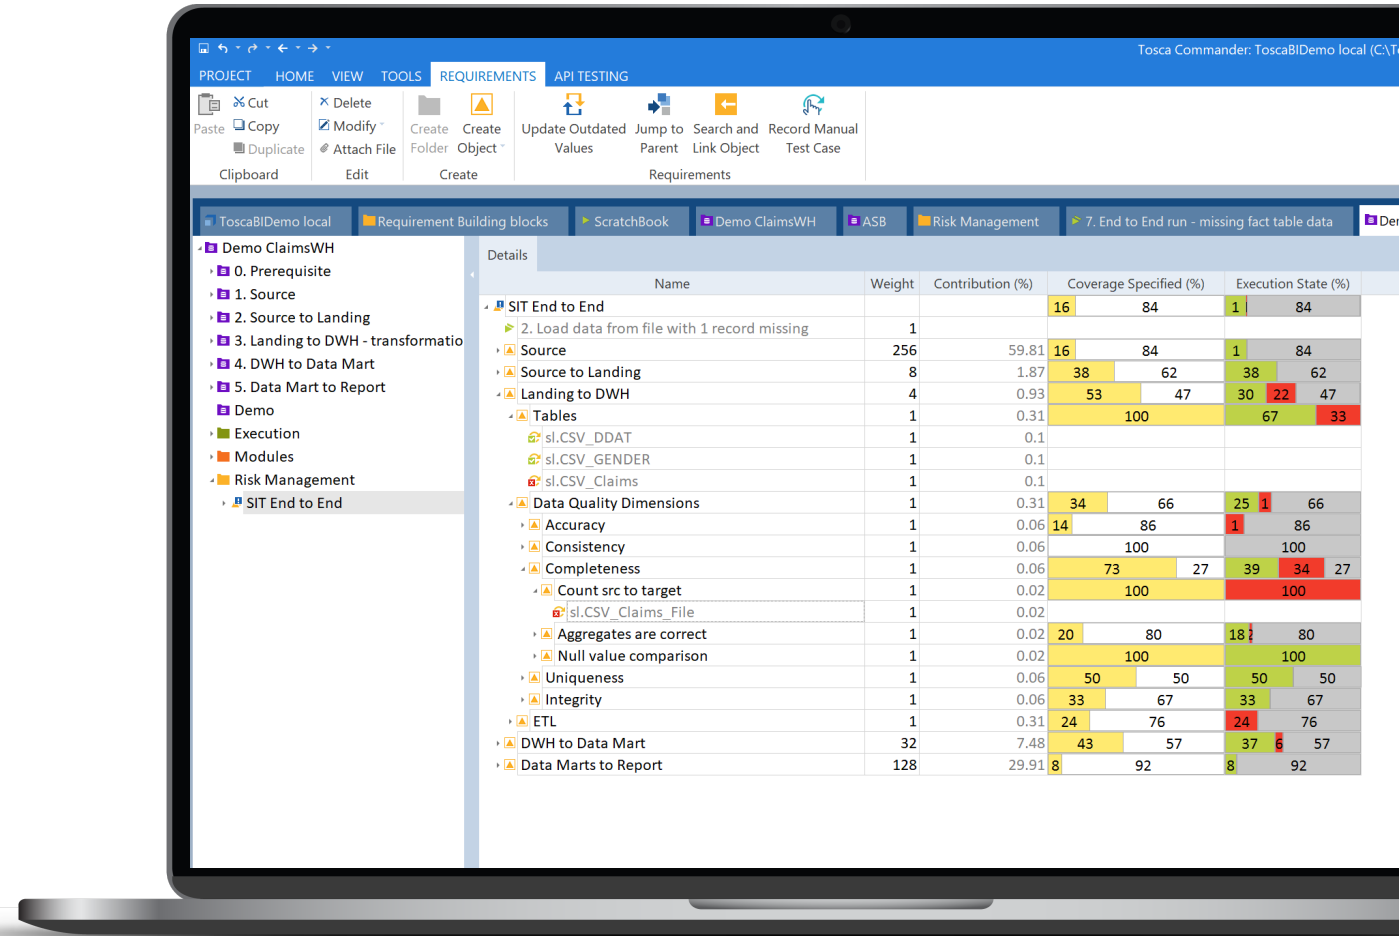 Tosca Commander: ToscaBIDemo local (C:\To
PROJECT HOME VIEW TOOLS REQUIREMENTS API TESTING
Paste Cut Copy Duplicate
Delete Modify Attach File
Create Folder Create Object
Update Outdated Values Jump to Parent Search and Link Object Record Manual Test Case
Clipboard Edit Create Requirements
ToscaBIDemo local Requirement Building blocks ScratchBook Demo ClaimsWH ASB Risk Management 7. End to End run - missing fact table data Der
Demo ClaimsWH
0. Prerequisite
1. Source
2. Source to Landing
3. Landing to DWH - transformatio
4. DWH to Data Mart
5. Data Mart to Report
Demo
Execution
Modules
Risk Management
SIT End to End
Details
Name Weight Contribution (%) Coverage Specified (%) Execution State (%)
SIT End to End 16 84 1 84
2. Load data from file with 1 record missing 1
Source 256 59.81 16 84 1 84
Source to Landing 8 1.87 38 62 38 62
Landing to DWH 4 0.93 53 47 30 22 47
Tables 1 0.31 100 67 33
sl.CSV_DDAT 1 0.1
sl.CSV_GENDER 1 0.1
sl.CSV_Claims 1 0.1
Data Quality Dimensions 1 0.31 34 66 25 1 66
Accuracy 1 0.06 14 86 1 86
Consistency 1 0.06 100 100
Completeness 1 0.06 73 27 39 34 27
Count src to target 1 0.02 100 100
sl.CSV_Claims_File 1 0.02
Aggregates are correct 1 0.02 20 80 18 2 80
Null value comparison 1 0.02 100 100
Uniqueness 1 0.06 50 50 50 50
Integrity 1 0.06 33 67 33 67
ETL 1 0.31 24 76 24 76
DWH to Data Mart 32 7.48 43 57 37 6 57
Data Marts to Report 128 29.91 8 92 8 92